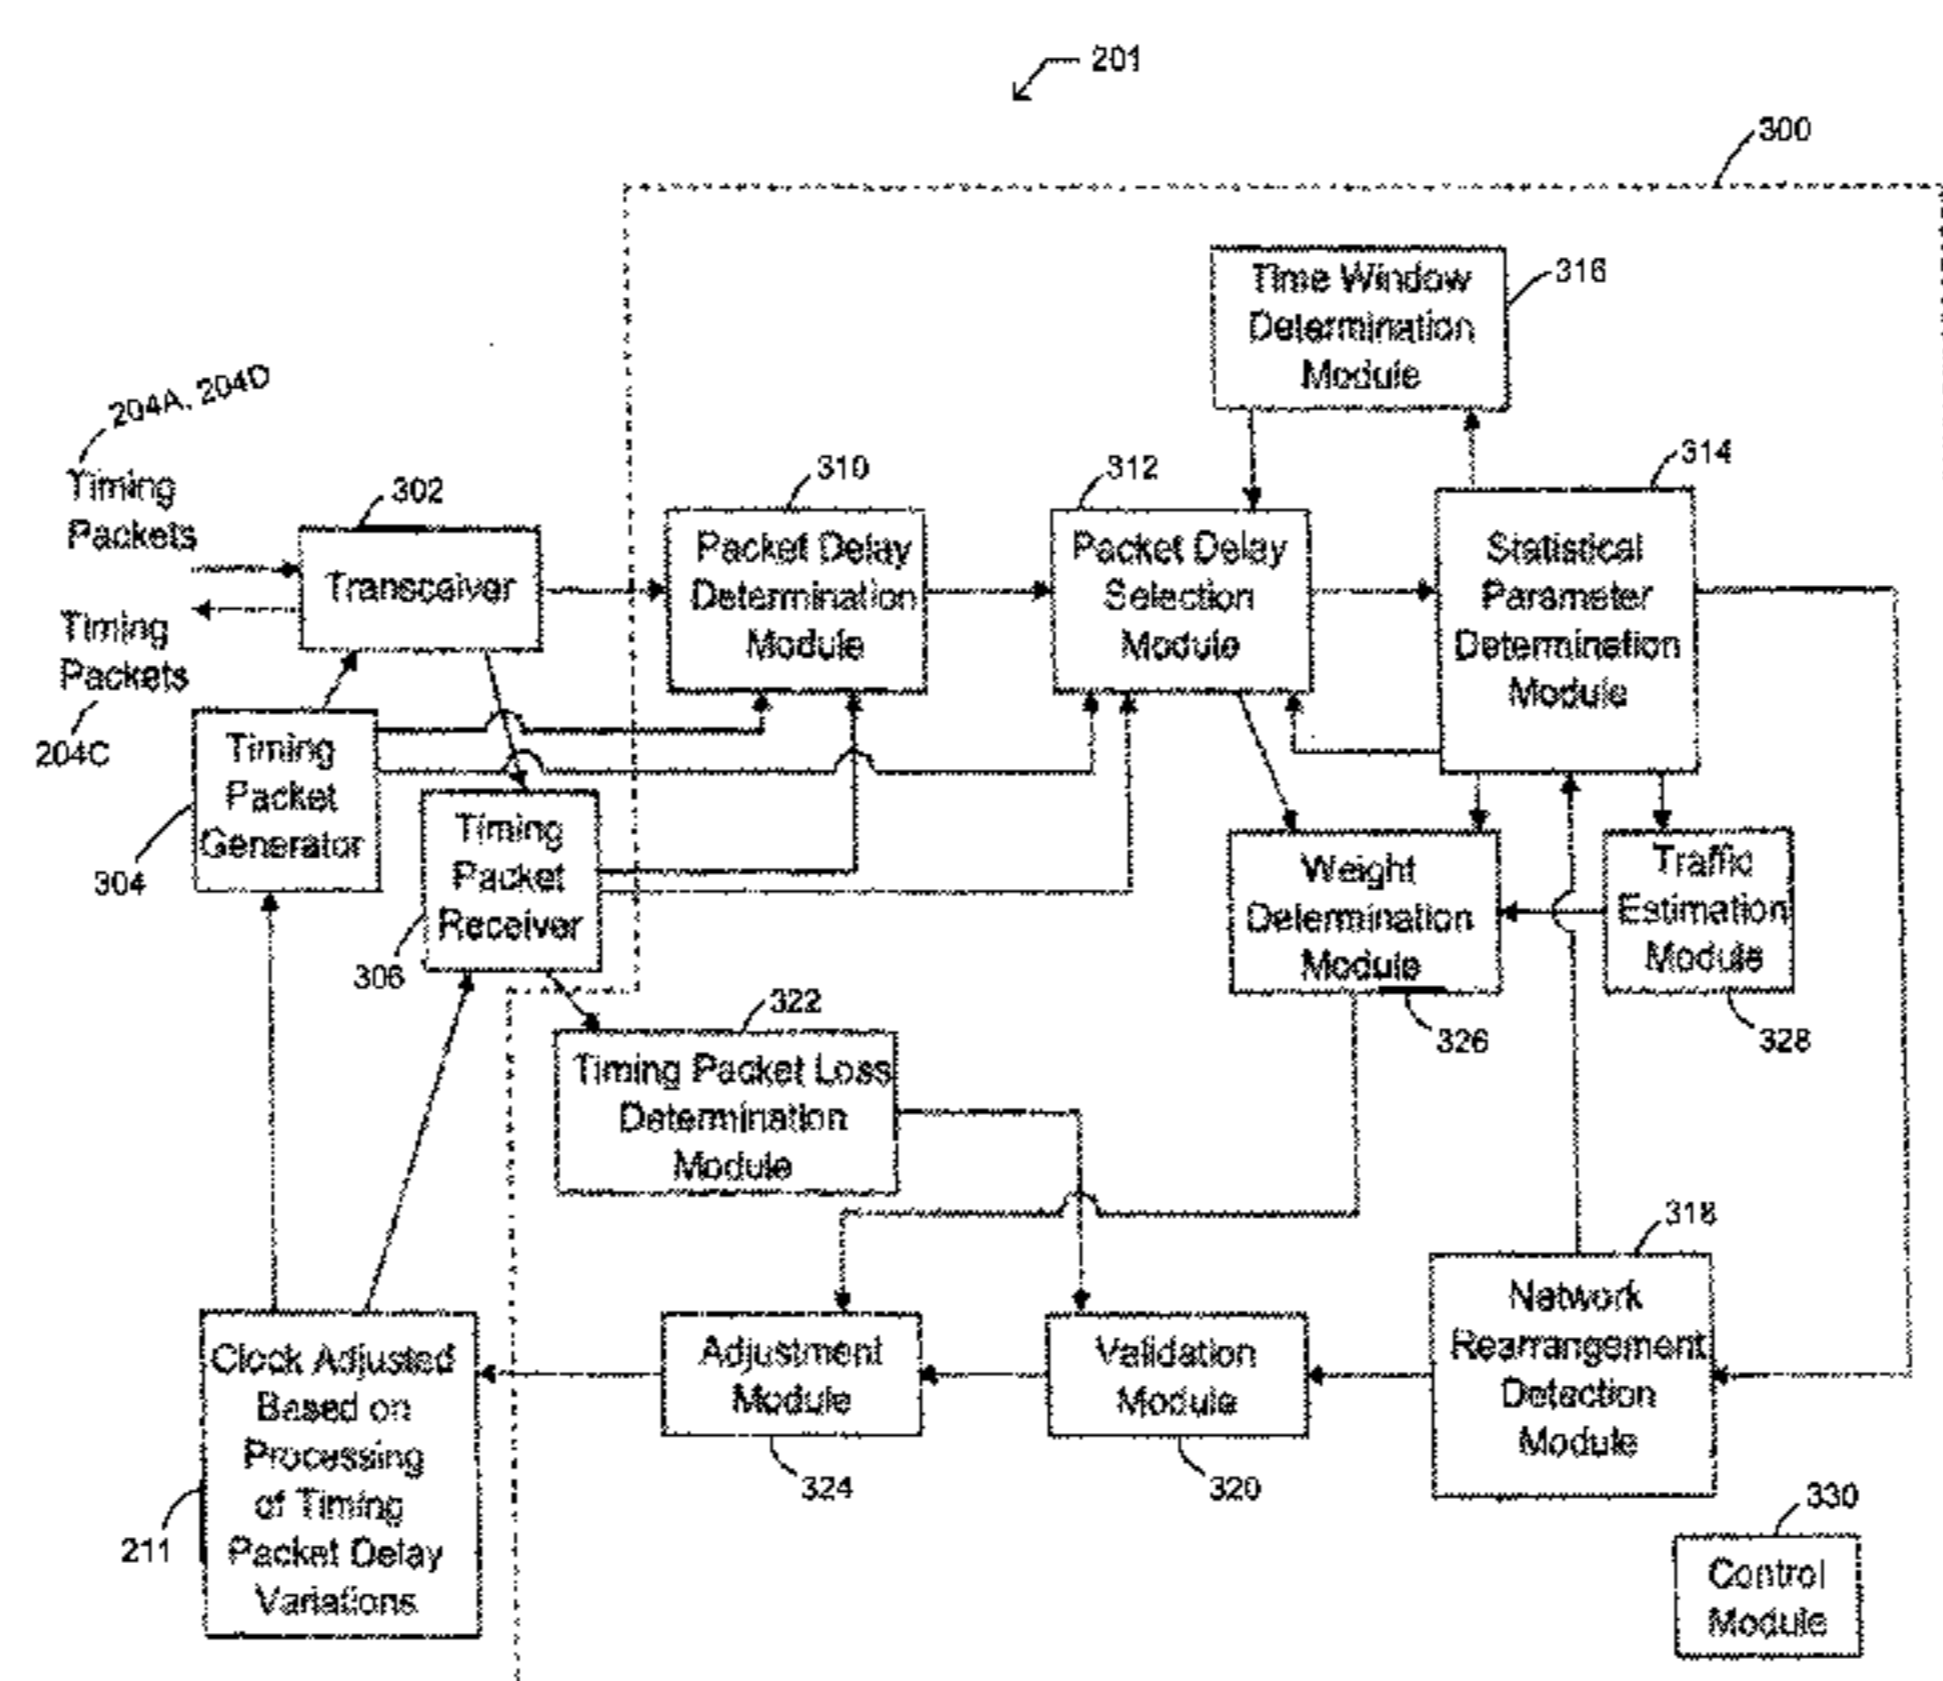 201
300
Time Window
Determination
Module
316
204A, 204D
Timing
Packets
302
Transceiver
Timing
Packets
204C
310
Packet Delay
Determination
Module
312
Packet Delay
Selection
Module
314
Statistical
Parameter
Determination
Module
Timing
Packet
Generator
304
Timing
Packet
Receiver
306
Weight
Determination
Module
326
Traffic
Estimation
Module
328
322
Timing Packet Loss
Determination
Module
318
Network
Rearrangement
Detection
Module
Clock Adjusted
Based on
Processing
of Timing
Packet Delay
Variations
211
Adjustment
Module
324
Validation
Module
320
330
Control
Module